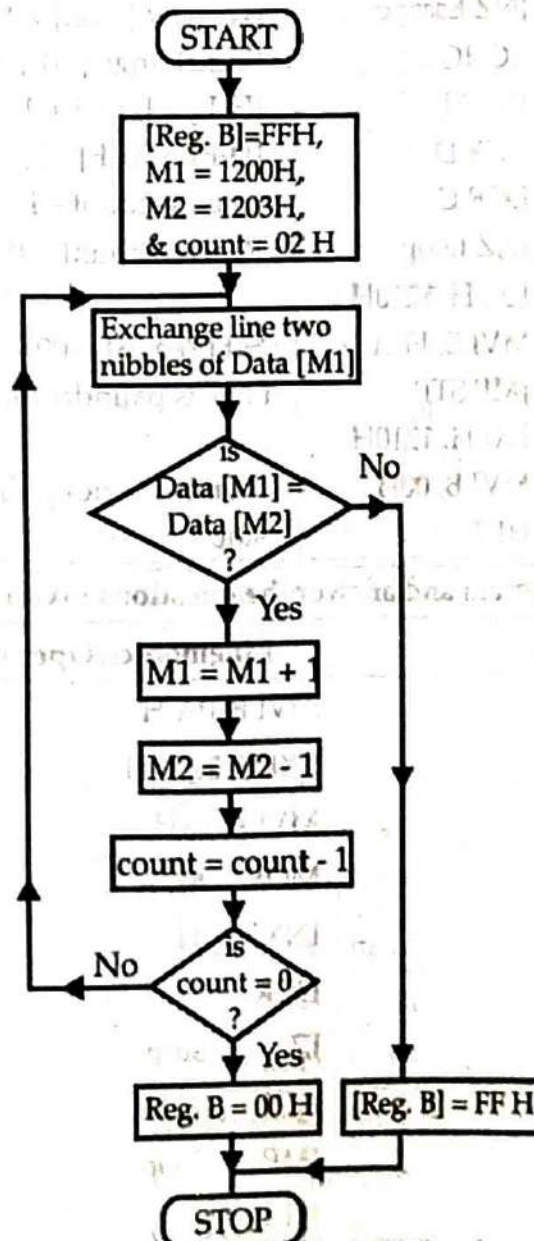 START
[Reg. B]=FFH,
M1 = 1200H,
M2 = 1203H,
& count = 02 H
Exchange line two
nibbles of Data [M1]
is
Data [M1] =
Data [M2]
?
No
Yes
M1 = M1 + 1
M2 = M2 - 1
count = count - 1
is
count = 0
?
No
Yes
Reg. B = 00 H
[Reg. B] = FF H
STOP